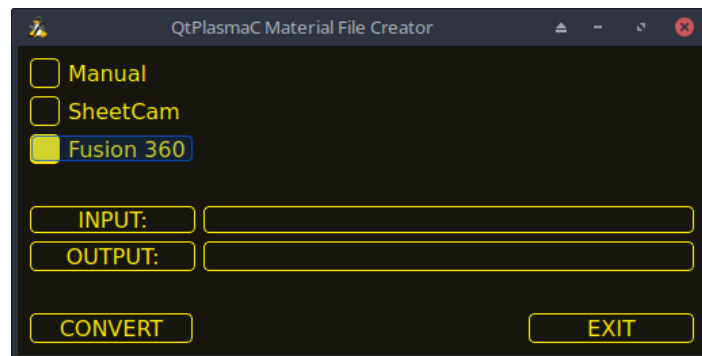 QtPlasmaC Material File Creator
Manual
SheetCam
Fusion 360
INPUT:
OUTPUT:
CONVERT EXIT